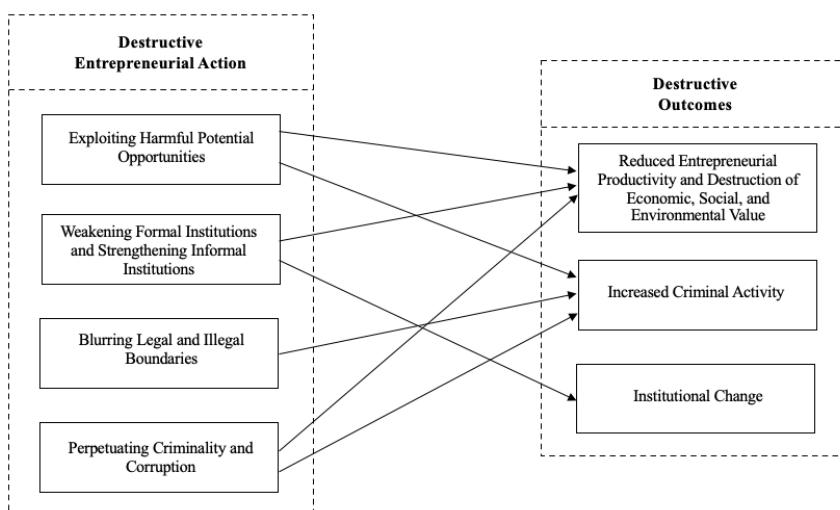 Destructive
Entrepreneurial Action
Exploiting Harmful Potential
Opportunities
Weakening Formal Institutions
and Strengthening Informal
Institutions
Blurring Legal and Illegal
Boundaries
Perpetuating Criminality and
Corruption
Destructive
Outcomes
Reduced Entrepreneurial
Productivity and Destruction of
Economic, Social, and
Environmental Value
Increased Criminal Activity
Institutional Change